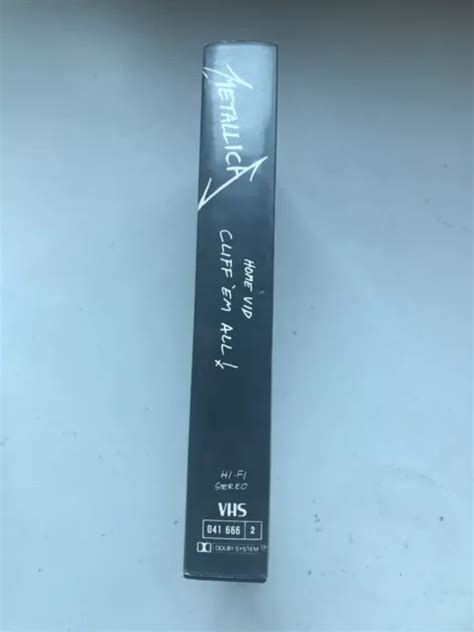 METALLICA
HOME VID
CLIFF 'EM ALL!
HI-FI
STEREO
VHS
041 666 2
DOLBY SYSTEM